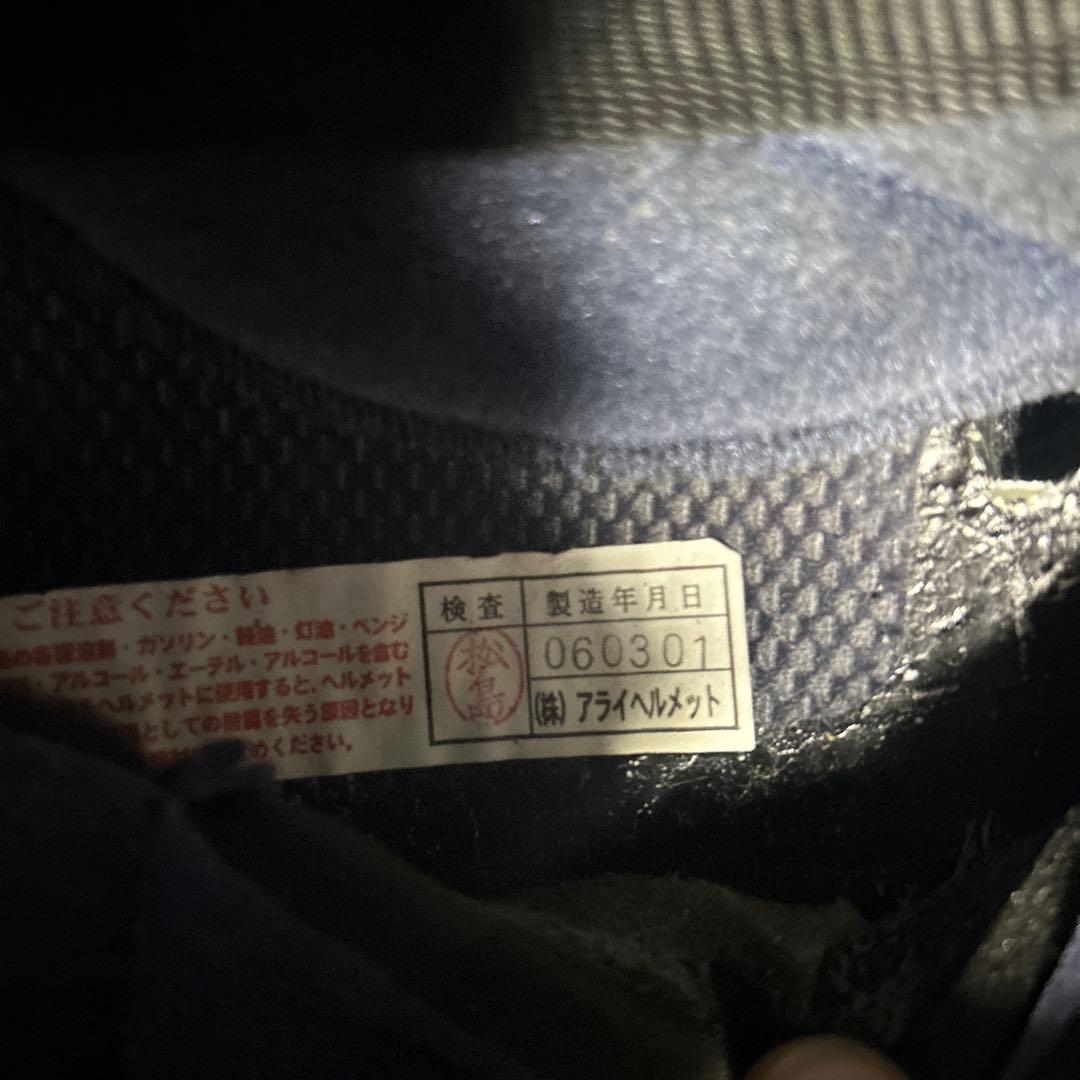 ご注意ください
・ガソリン・軽油・灯油・ベンジ
アルコール・エーテル・アルコールを含む
ヘルメットに使用すると、ヘルメット
としての性質を失う原因となり
ください。
検査
製造年月日
松島
060301
(株) アライヘルメット